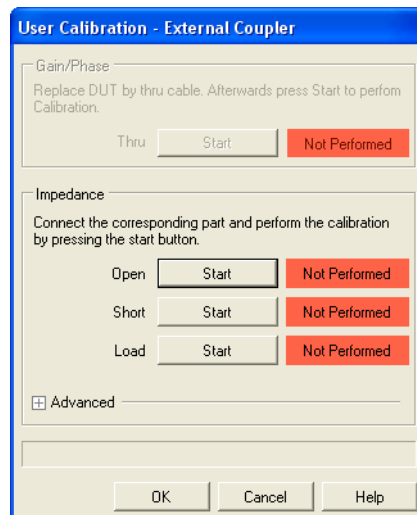 User Calibration - External Coupler
Gain/Phase
Replace DUT by thru cable. Afterwards press Start to perfom
Calibration.
Thru Start Not Performed
Impedance
Connect the corresponding part and perform the calibration
by pressing the start button.
Open Start Not Performed
Short Start Not Performed
Load Start Not Performed
Advanced
OK Cancel Help